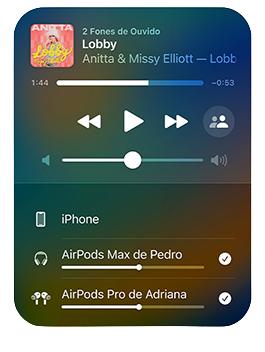 ANITTA
Lobby
2 Fones de Ouvido
Lobby
Anitta & Missy Elliott — Lobb
1:44
−0:53
iPhone
AirPods Max de Pedro
AirPods Pro de Adriana